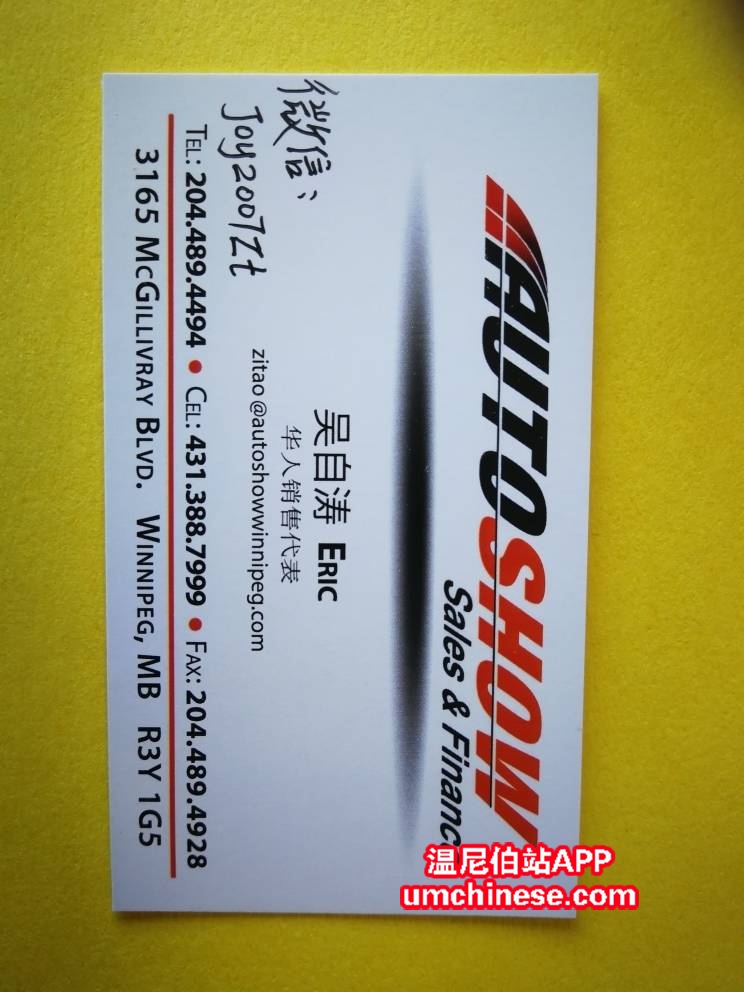 AUTOSHOW
Sales & Finance
吴自涛 ERIC
华人销售代表
zitao@autoshowwinnipeg.com
微信:
Joy2007Zt
TEL: 204.489.4494 • CEL: 431.388.7999 • FAX: 204.489.4928
3165 MCGILLIVRAY BLVD. WINNIPEG, MB R3Y 1G5
温尼伯站APP
umchinese.com